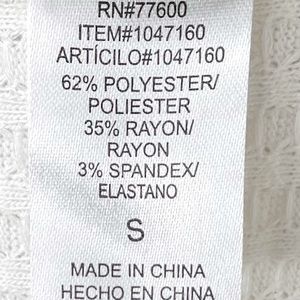 RN#77600
ITEM#1047160
ARTÍCILO#1047160
62% POLYESTER/
POLIESTER
35% RAYON/
RAYON
3% SPANDEX/
ELASTANO
S
MADE IN CHINA
HECHO EN CHINA